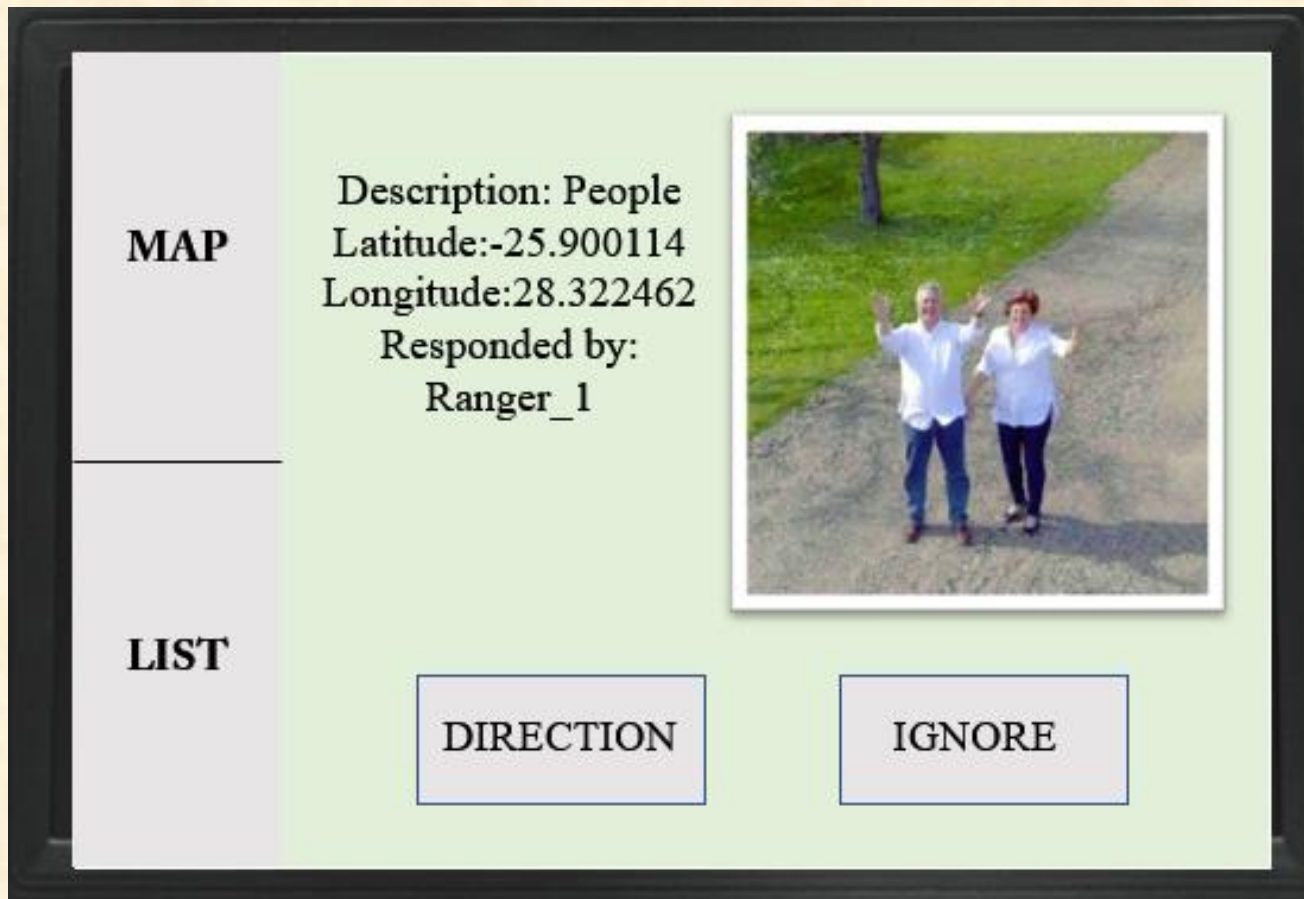 MAP
LIST
Description: People
Latitude:-25.900114
Longitude:28.322462
Responded by:
Ranger_1
DIRECTION
IGNORE